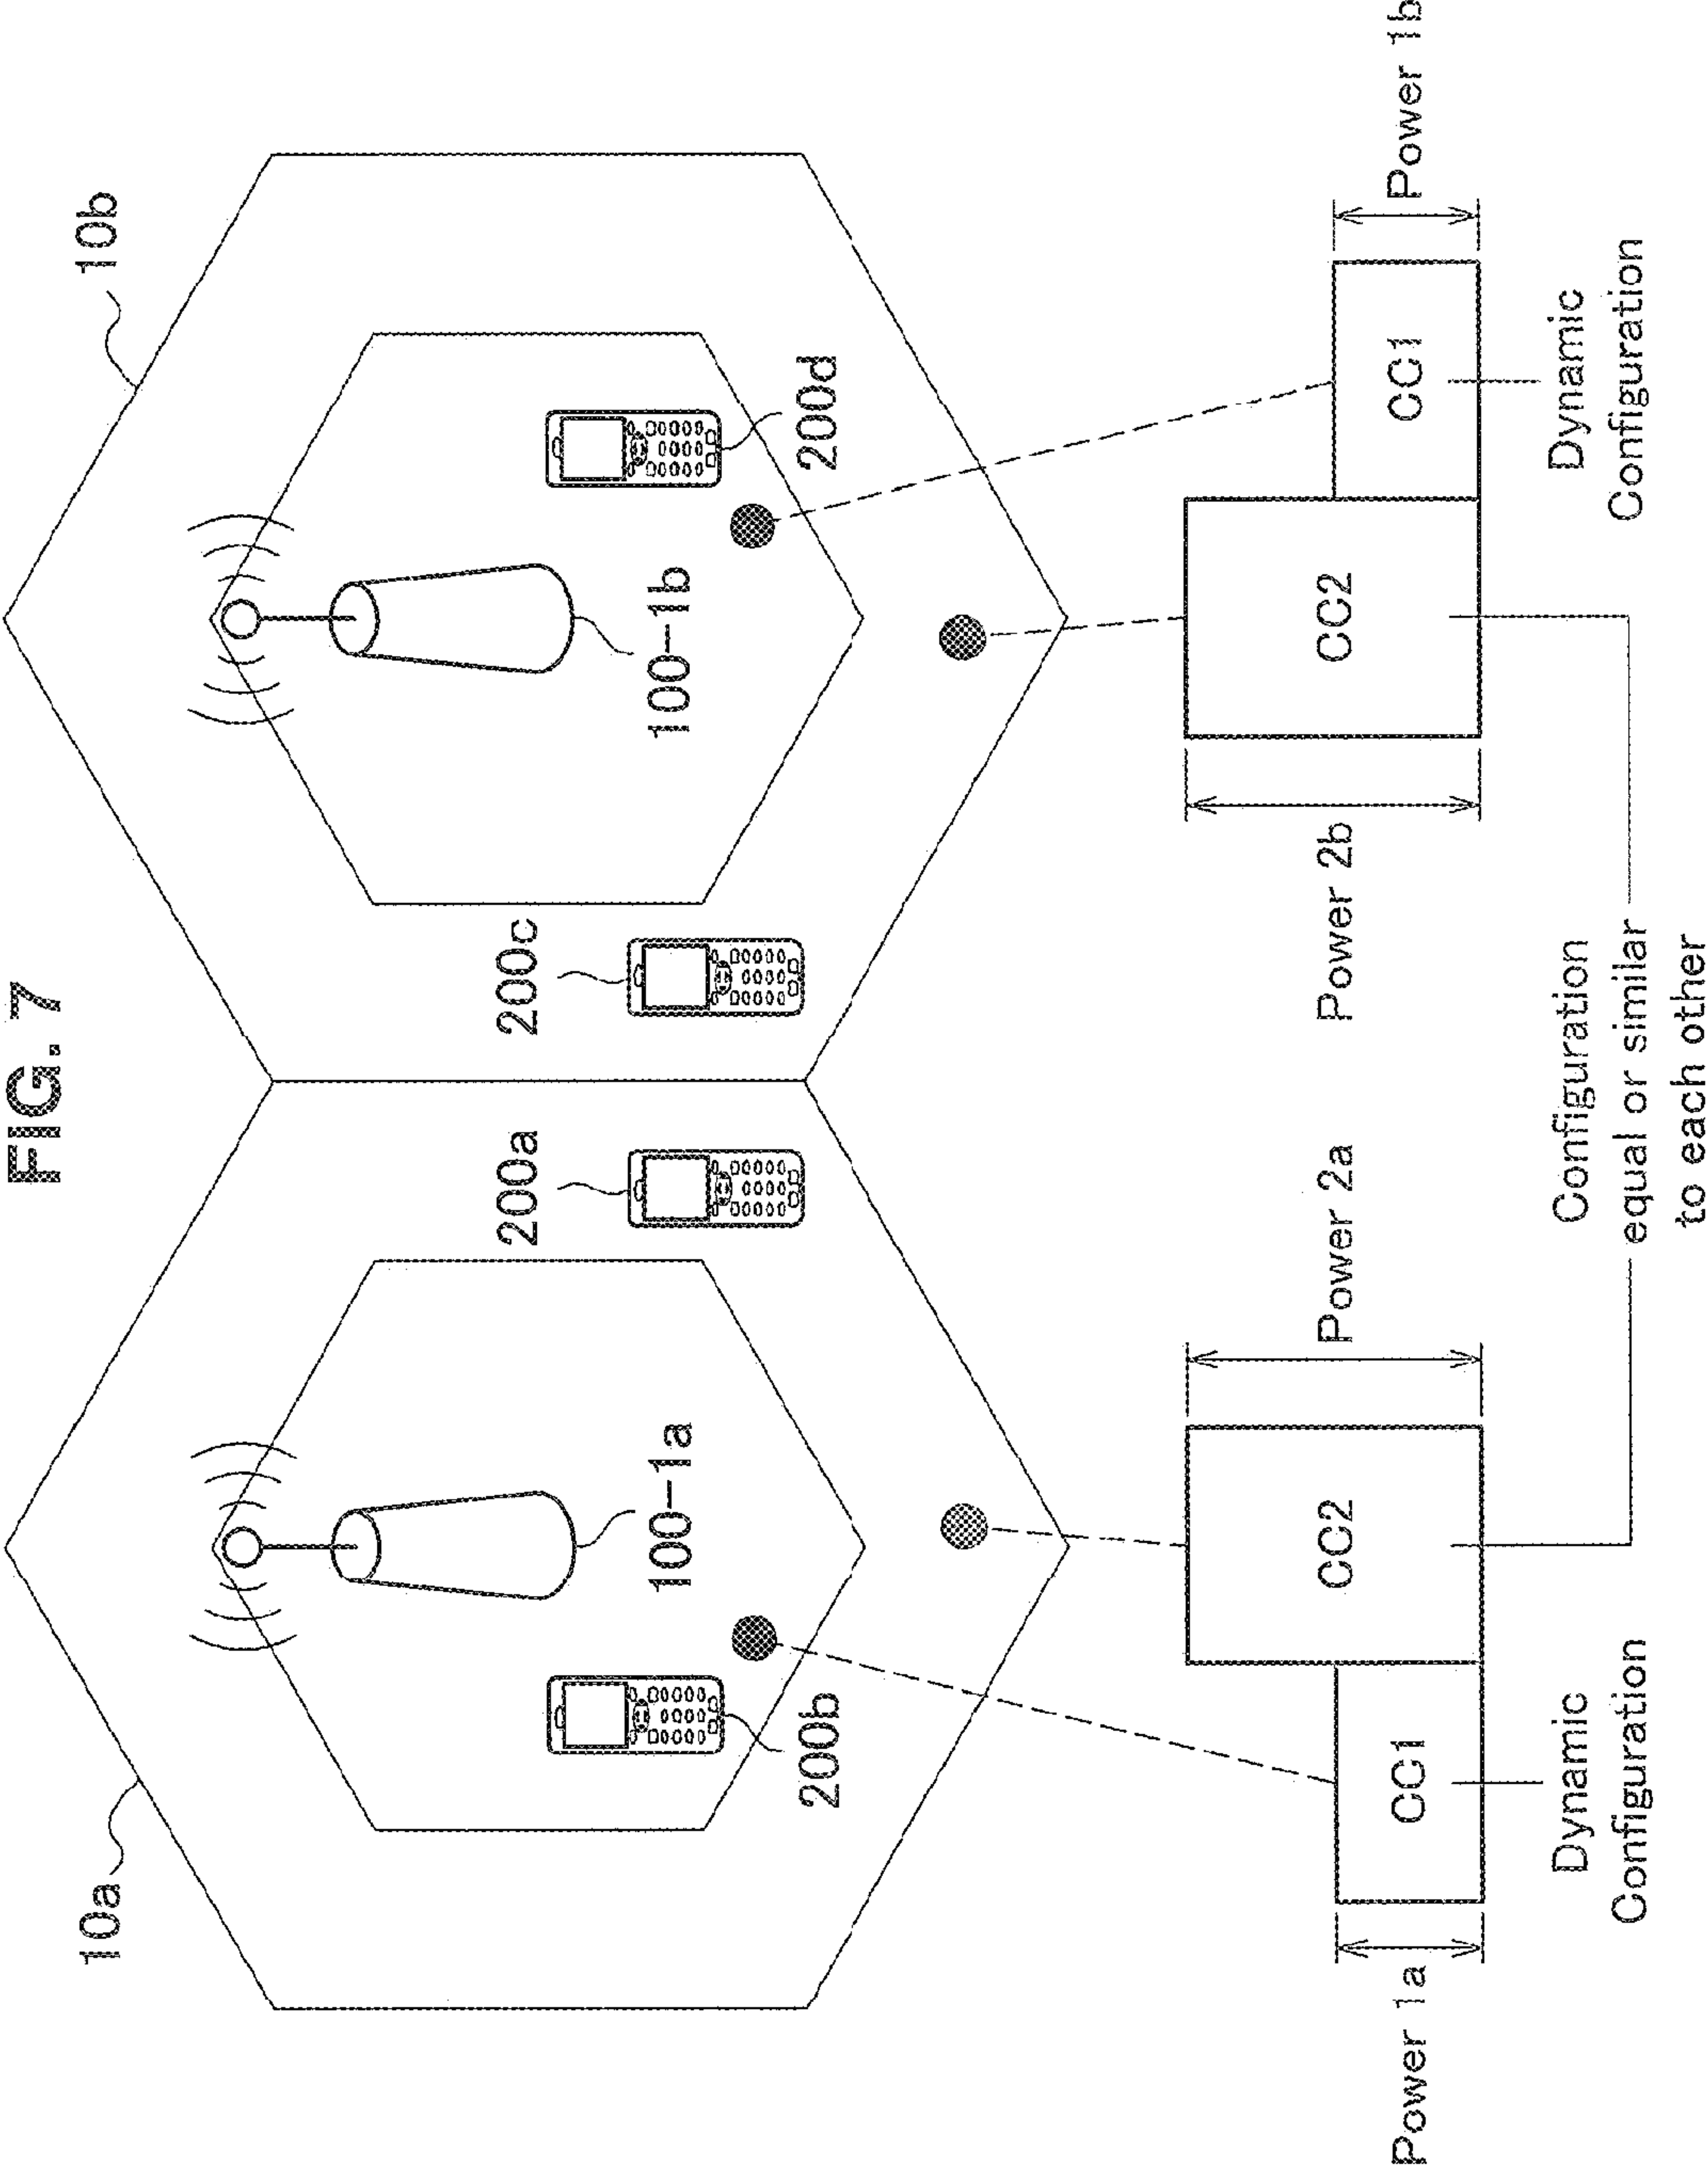 FIG. 7
10a
10b
100-1a
100-1b
200a
200c
200b
200d
Power 1a
CC1
CC2
Power 2a
Power 2b
CC2
CC1
Power 1b
Dynamic
Configuration
Configuration
equal or similar
to each other
Dynamic
Configuration